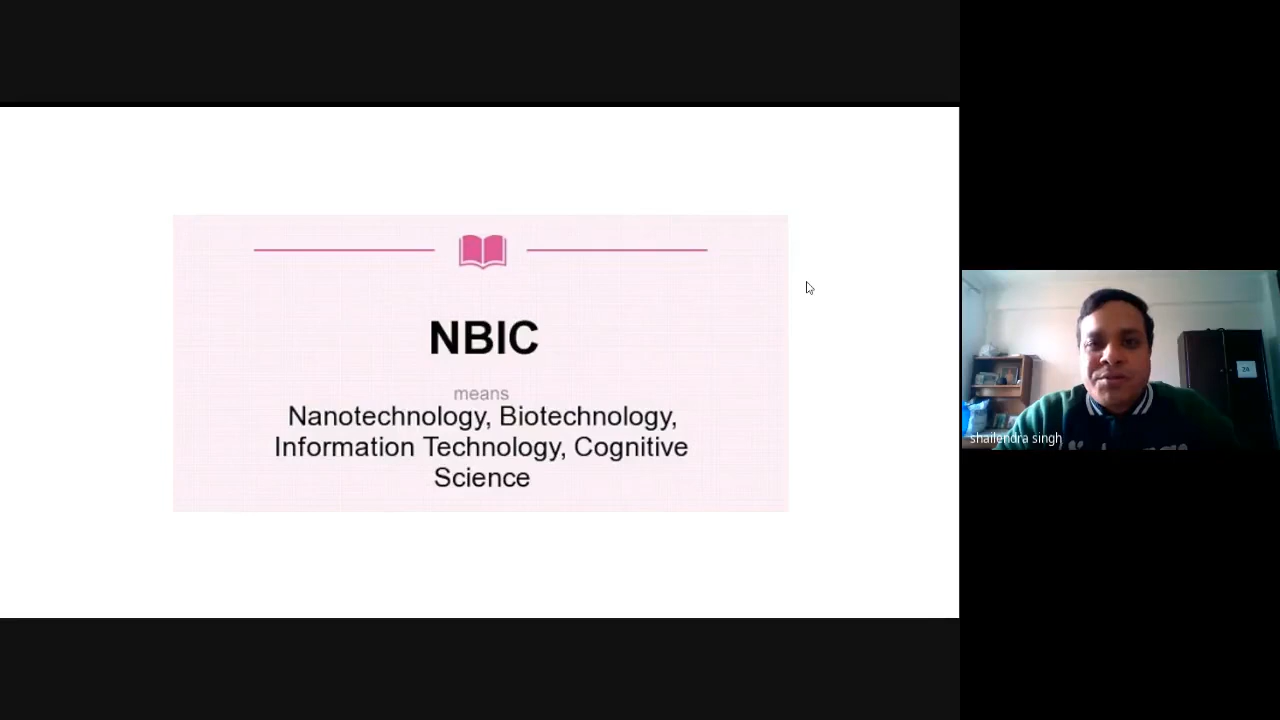 NBIC
means
Nanotechnology, Biotechnology,
Information Technology, Cognitive
Science
shailendra singh